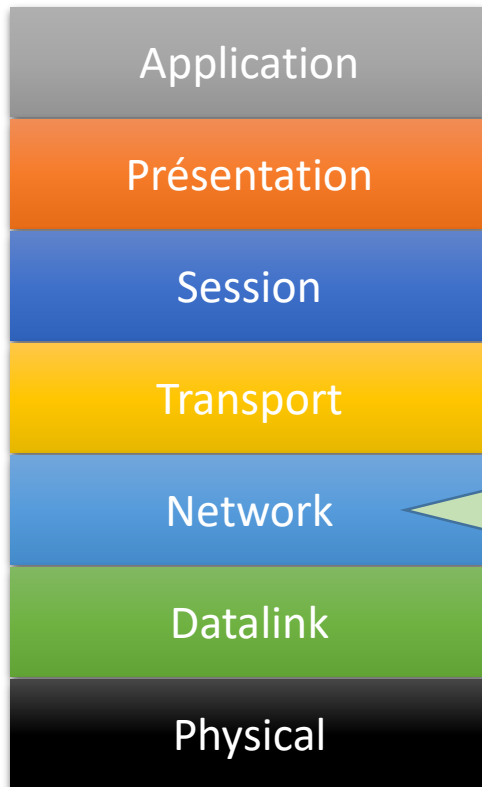 Application
Présentation
Session
Transport
Network
Datalink
Physical